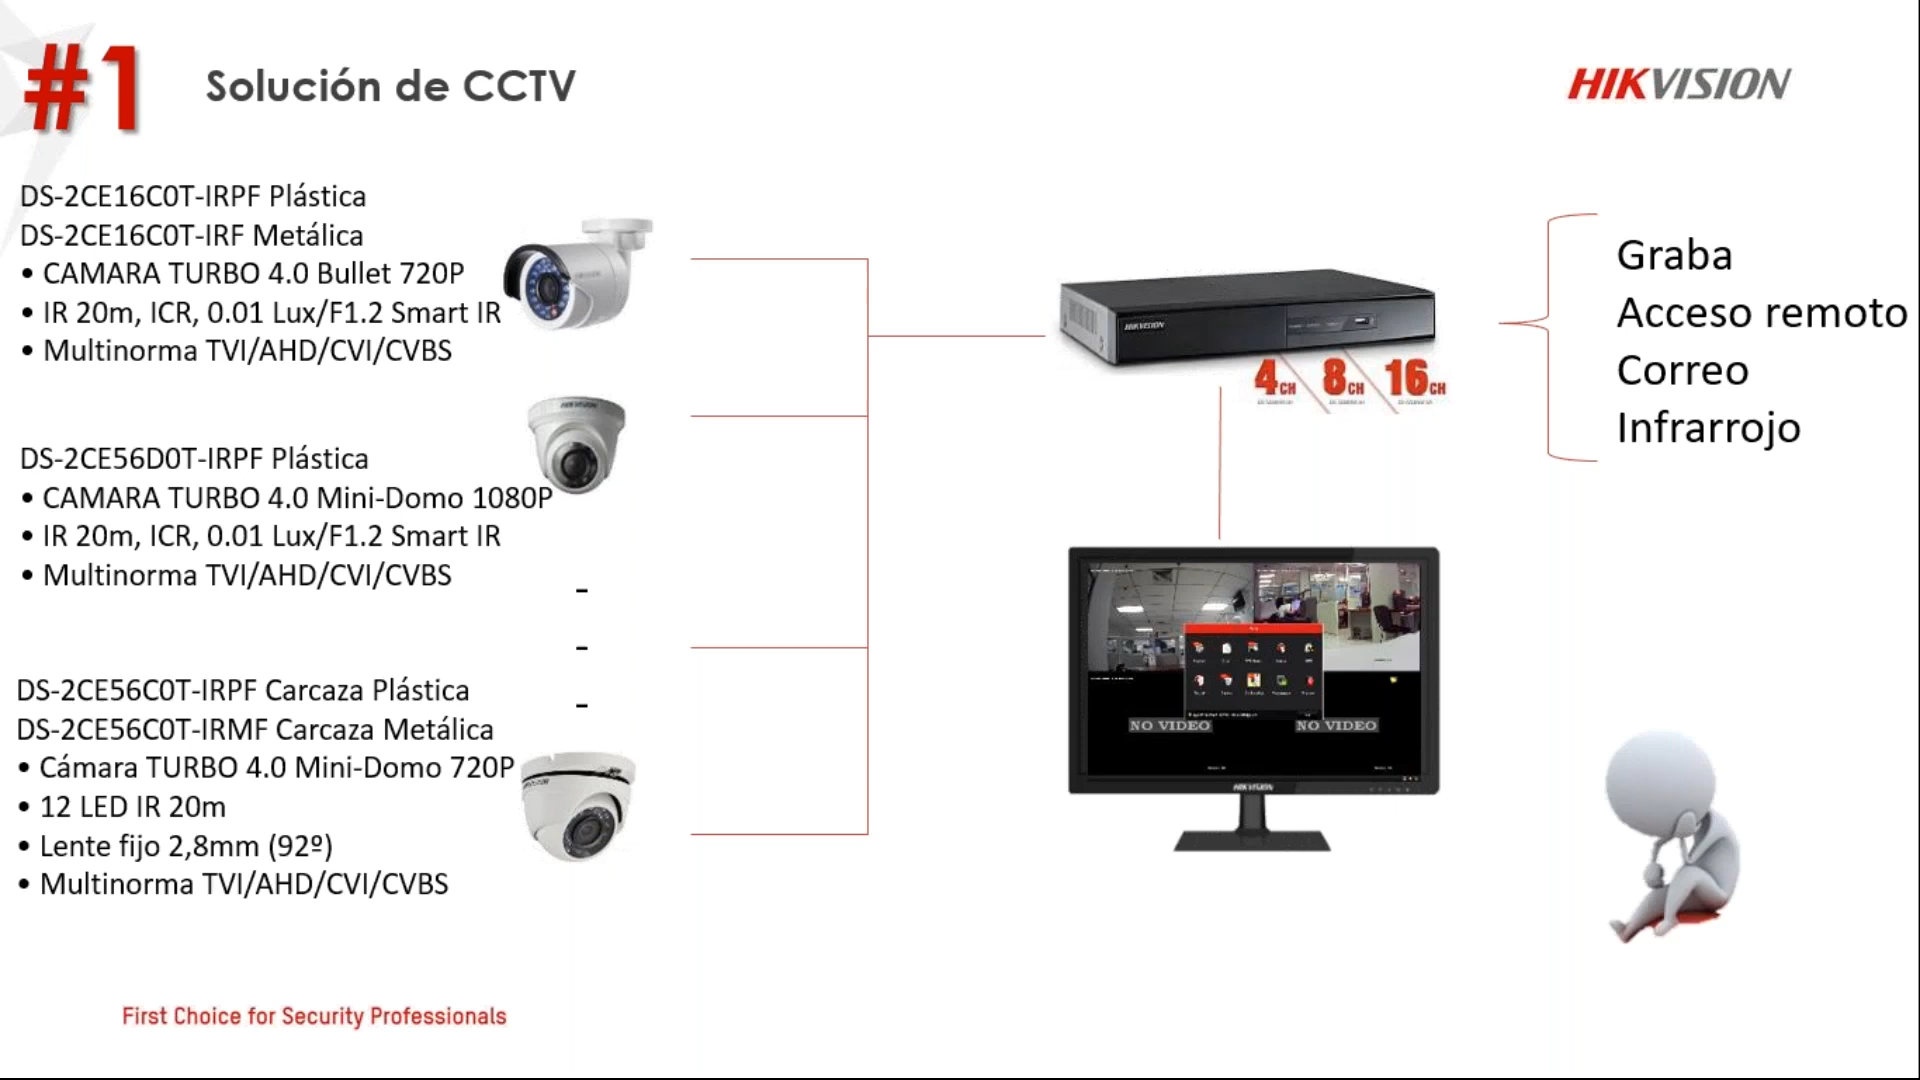 #1
Solución de CCTV
HIKVISION
DS-2CE16C0T-IRPF Plástica
DS-2CE16C0T-IRF Metálica
• CAMARA TURBO 4.0 Bullet 720P
• IR 20m, ICR, 0.01 Lux/F1.2 Smart IR
• Multinorma TVI/AHD/CVI/CVBS
DS-2CE56D0T-IRPF Plástica
• CAMARA TURBO 4.0 Mini-Domo 1080P
• IR 20m, ICR, 0.01 Lux/F1.2 Smart IR
• Multinorma TVI/AHD/CVI/CVBS
-
-
-
DS-2CE56C0T-IRPF Carcaza Plástica
DS-2CE56C0T-IRMF Carcaza Metálica
• Cámara TURBO 4.0 Mini-Domo 720P
• 12 LED IR 20m
• Lente fijo 2,8mm (92º)
• Multinorma TVI/AHD/CVI/CVBS
HIKVISION
4CH 8CH 16CH
NO VIDEO NO VIDEO
HIKVISION
Graba
Acceso remoto
Correo
Infrarrojo
First Choice for Security Professionals